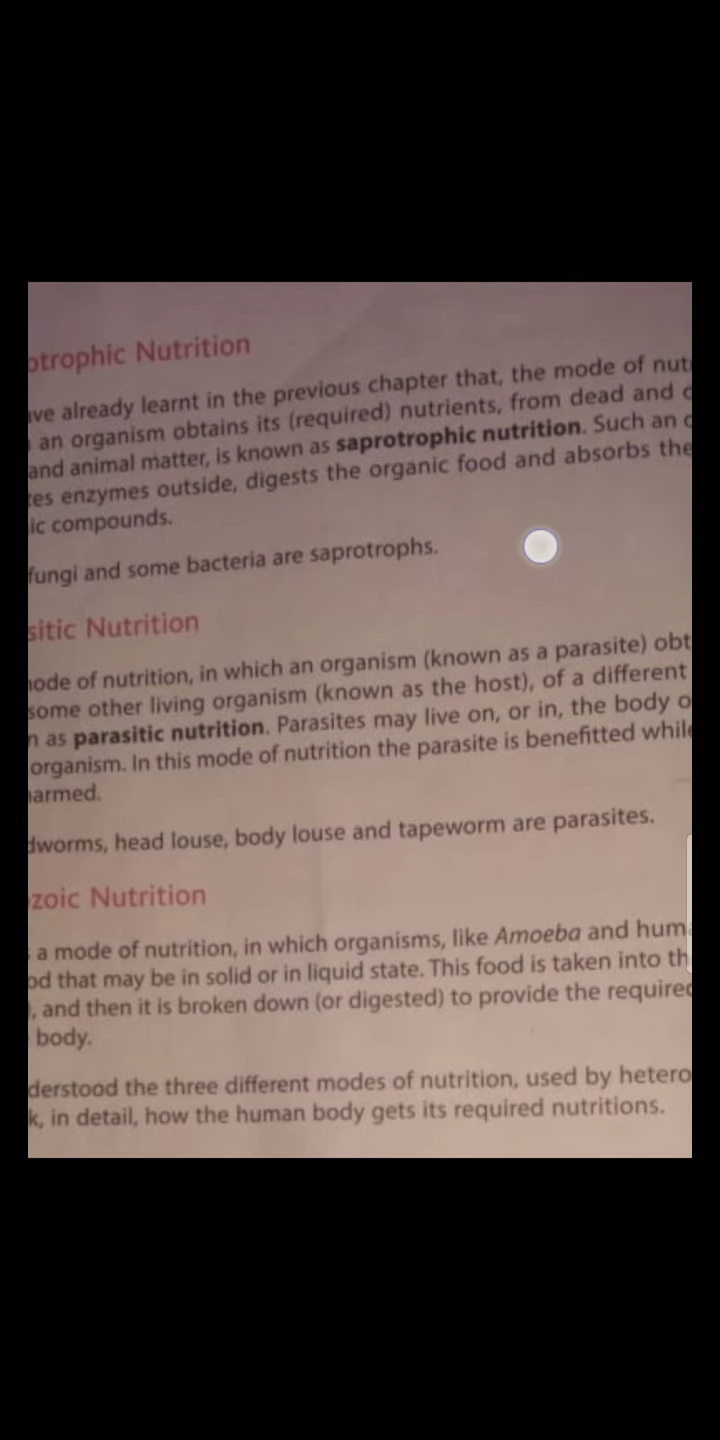 otrophic Nutrition
ve already learnt in the previous chapter that, the mode of nut
an organism obtains its (required) nutrients, from dead and
and animal matter, is known as saprotrophic nutrition. Such an
tes enzymes outside, digests the organic food and absorbs the
ic compounds.
fungi and some bacteria are saprotrophs.
sitic Nutrition
ode of nutrition, in which an organism (known as a parasite) obt
some other living organism (known as the host), of a different
n as parasitic nutrition. Parasites may live on, or in, the body o
organism. In this mode of nutrition the parasite is benefitted while
harmed.
dworms, head louse, body louse and tapeworm are parasites.
zoic Nutrition
a mode of nutrition, in which organisms, like Amoeba and hum
od that may be in solid or in liquid state. This food is taken into th
), and then it is broken down (or digested) to provide the required
body.
derstood the three different modes of nutrition, used by hetero
k, in detail, how the human body gets its required nutritions.